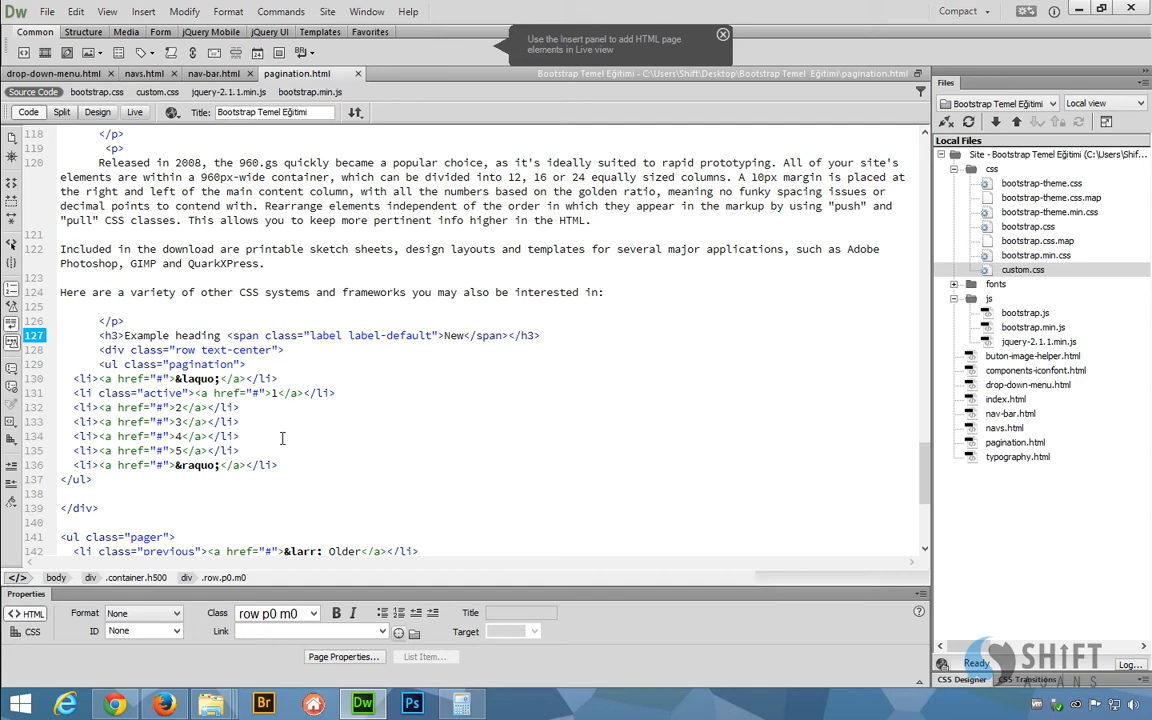 Dw File Edit View Insert Modify Format Commands Site Window Help Compact
Common Structure Media Form jQuery Mobile jQuery UI Templates Favorites
Use the Insert panel to add HTML page
elements in Live view
drop-down-menu.html navs.html nav-bar.html pagination.html Bootstrap Temel Eğitimi - C:\Users\Shift\Desktop\Bootstrap Temel Eğitimi\pagination.html
Source Code bootstrap.css custom.css jquery-2.1.1.min.js bootstrap.min.js
Code Split Design Live Title: Bootstrap Temel Eğitimi
118 </p>
119 <p>
120 Released in 2008, the 960.gs quickly became a popular choice, as it's ideally suited to rapid prototyping. All of your site's
elements are within a 960px-wide container, which can be divided into 12, 16 or 24 equally sized columns. A 10px margin is placed at
the right and left of the main content column, with all the numbers based on the golden ratio, meaning no funky spacing issues or
decimal points to contend with. Rearrange elements independent of the order in which they appear in the markup by using "push" and
"pull" CSS classes. This allows you to keep more pertinent info higher in the HTML.
121
122 Included in the download are printable sketch sheets, design layouts and templates for several major applications, such as Adobe
Photoshop, GIMP and QuarkXPress.
123
124 Here are a variety of other CSS systems and frameworks you may also be interested in:
125
126 </p>
127 <h3>Example heading <span class="label label-default">New</span></h3>
128 <div class="row text-center">
129 <ul class="pagination">
130 <li><a href="#">&laquo;</a></li>
131 <li class="active"><a href="#">1</a></li>
132 <li><a href="#">2</a></li>
133 <li><a href="#">3</a></li>
134 <li><a href="#">4</a></li>
135 <li><a href="#">5</a></li>
136 <li><a href="#">&raquo;</a></li>
137 </ul>
138
139 </div>
140
141 <ul class="pager">
142 <li class="previous"><a href="#">&larr; Older</a></li>
</> body div .container.h500 div .row.p0.m0
Properties
<> HTML Format None Class row p0 m0 B I Title
CSS ID None Link Target
Page Properties... List Item...
Files
Bootstrap Temel Eğitimi Local view
Local Files
Site - Bootstrap Temel Eğitimi (C:\Users\Shif...
css
bootstrap-theme.css
bootstrap-theme.css.map
bootstrap-theme.min.css
bootstrap.css
bootstrap.css.map
bootstrap.min.css
custom.css
fonts
js
bootstrap.js
bootstrap.min.js
jquery-2.1.1.min.js
buton-image-helper.html
components-iconfont.html
drop-down-menu.html
index.html
nav-bar.html
navs.html
pagination.html
typography.html
Ready Log...
SHiFT
AJANS
CSS Designer CSS Transitions
Br Dw Ps